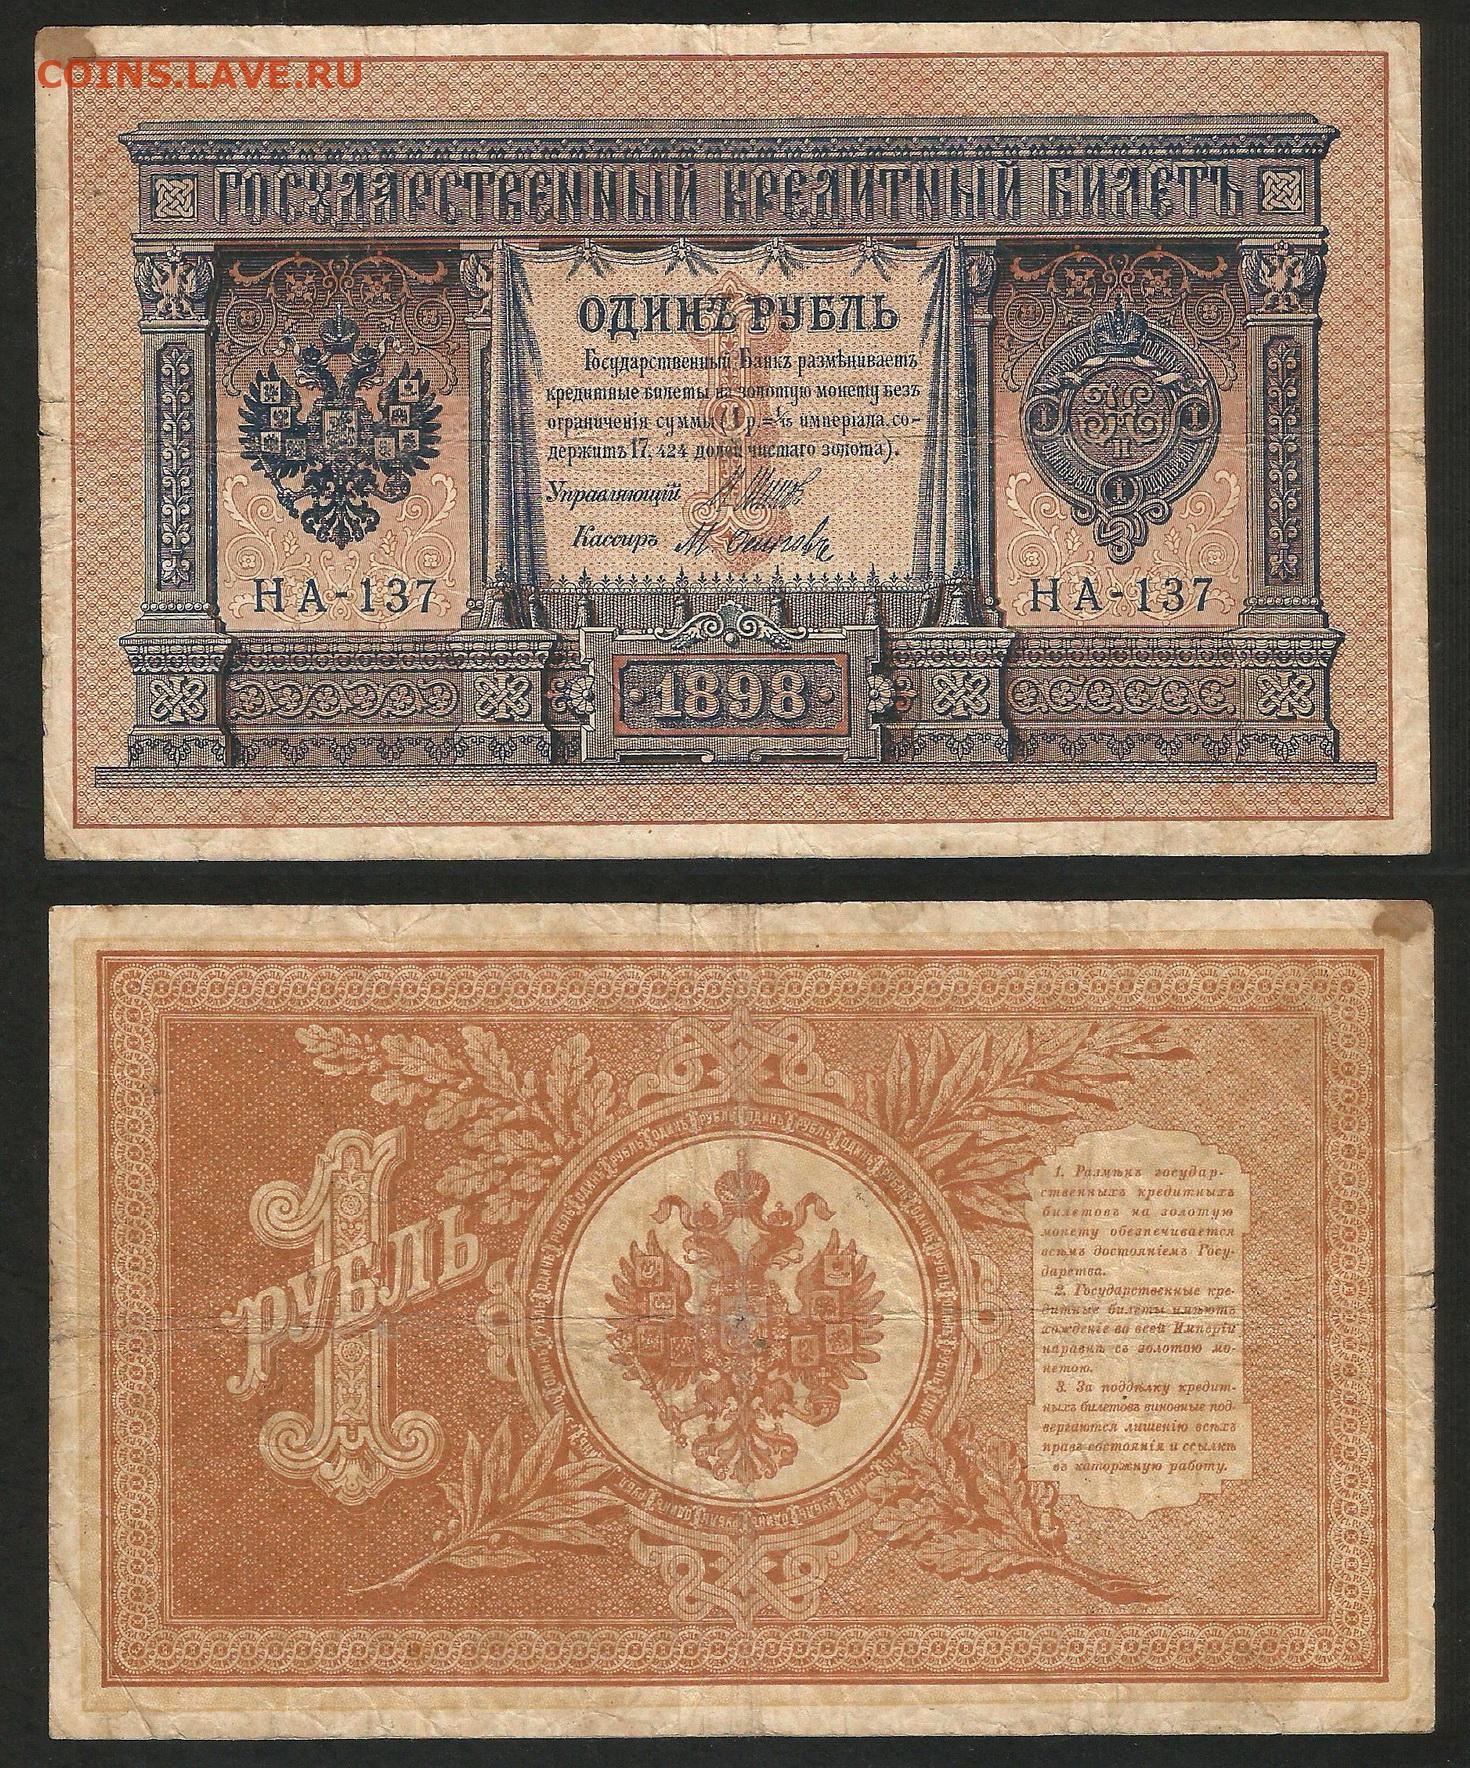 COINS.LAVE.RU
ГОСУДАРСТВЕННЫЙ КРЕДИТНЫЙ БИЛЕТЪ
ОДИНЪ РУБЛЬ
Государственный Банкъ размѣниваетъ
кредитные билеты на золотую монету безъ
ограниченія суммы (1 р.= 1/15 имперіала, со-
держитъ 17,424 долей чистаго золота).
Управляющій
Кассиръ
НА-137
НА-137
1
1
1
1898
1
РУБЛЬ
1. Размѣнъ государ-
ственныхъ кредитныхъ
билетовъ на золотую
монету обезпечивается
всѣмъ достояніемъ Госу-
дарства.
2. Государственные кре-
дитные билеты имѣютъ
хожденіе во всей Имперіи
наравнѣ съ золотою мо-
нетою.
3. За поддѣлку кредит-
ныхъ билетовъ виновные под-
вергаются лишенію всѣхъ
правъ состоянія и ссылкѣ
въ каторжную работу.